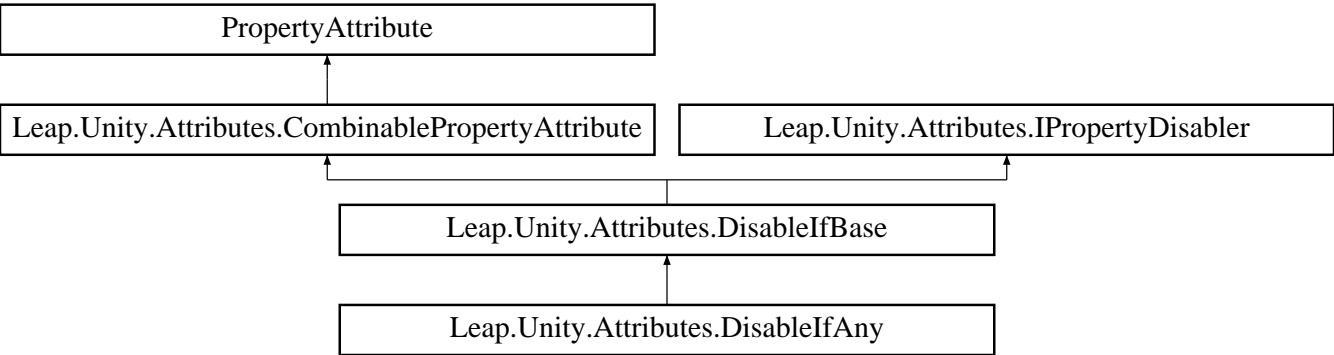 PropertyAttribute
Leap.Unity.Attributes.CombinablePropertyAttribute
Leap.Unity.Attributes.IPropertyDisabler
Leap.Unity.Attributes.DisableIfBase
Leap.Unity.Attributes.DisableIfAny